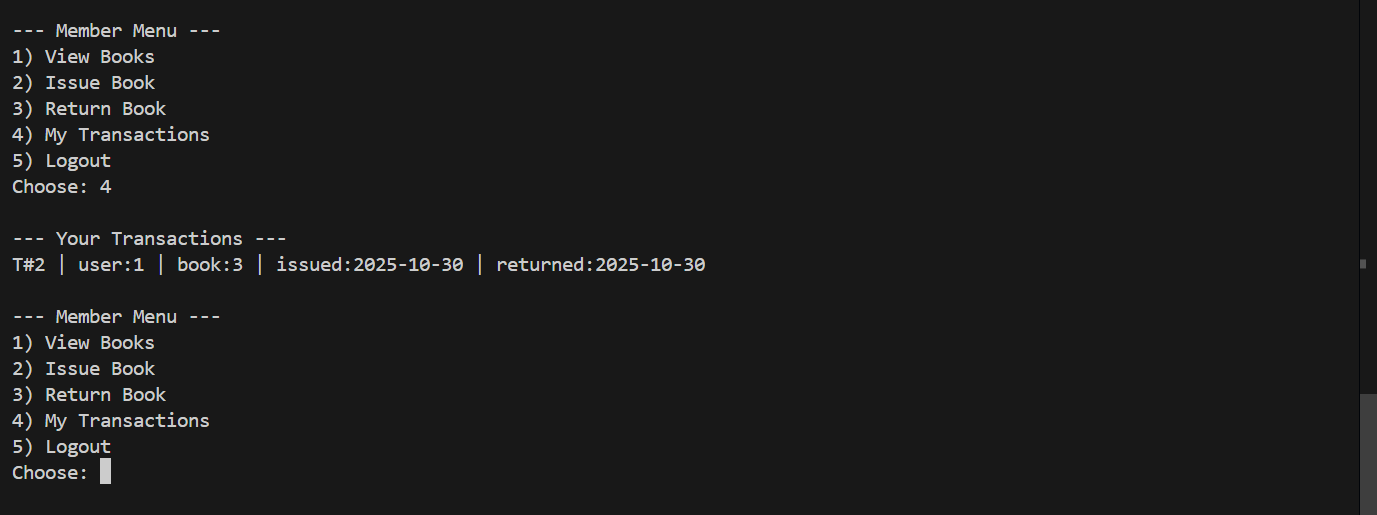 --- Member Menu ---
1) View Books
2) Issue Book
3) Return Book
4) My Transactions
5) Logout
Choose: 4
--- Your Transactions ---
T#2 | user:1 | book:3 | issued:2025-10-30 | returned:2025-10-30
--- Member Menu ---
1) View Books
2) Issue Book
3) Return Book
4) My Transactions
5) Logout
Choose: